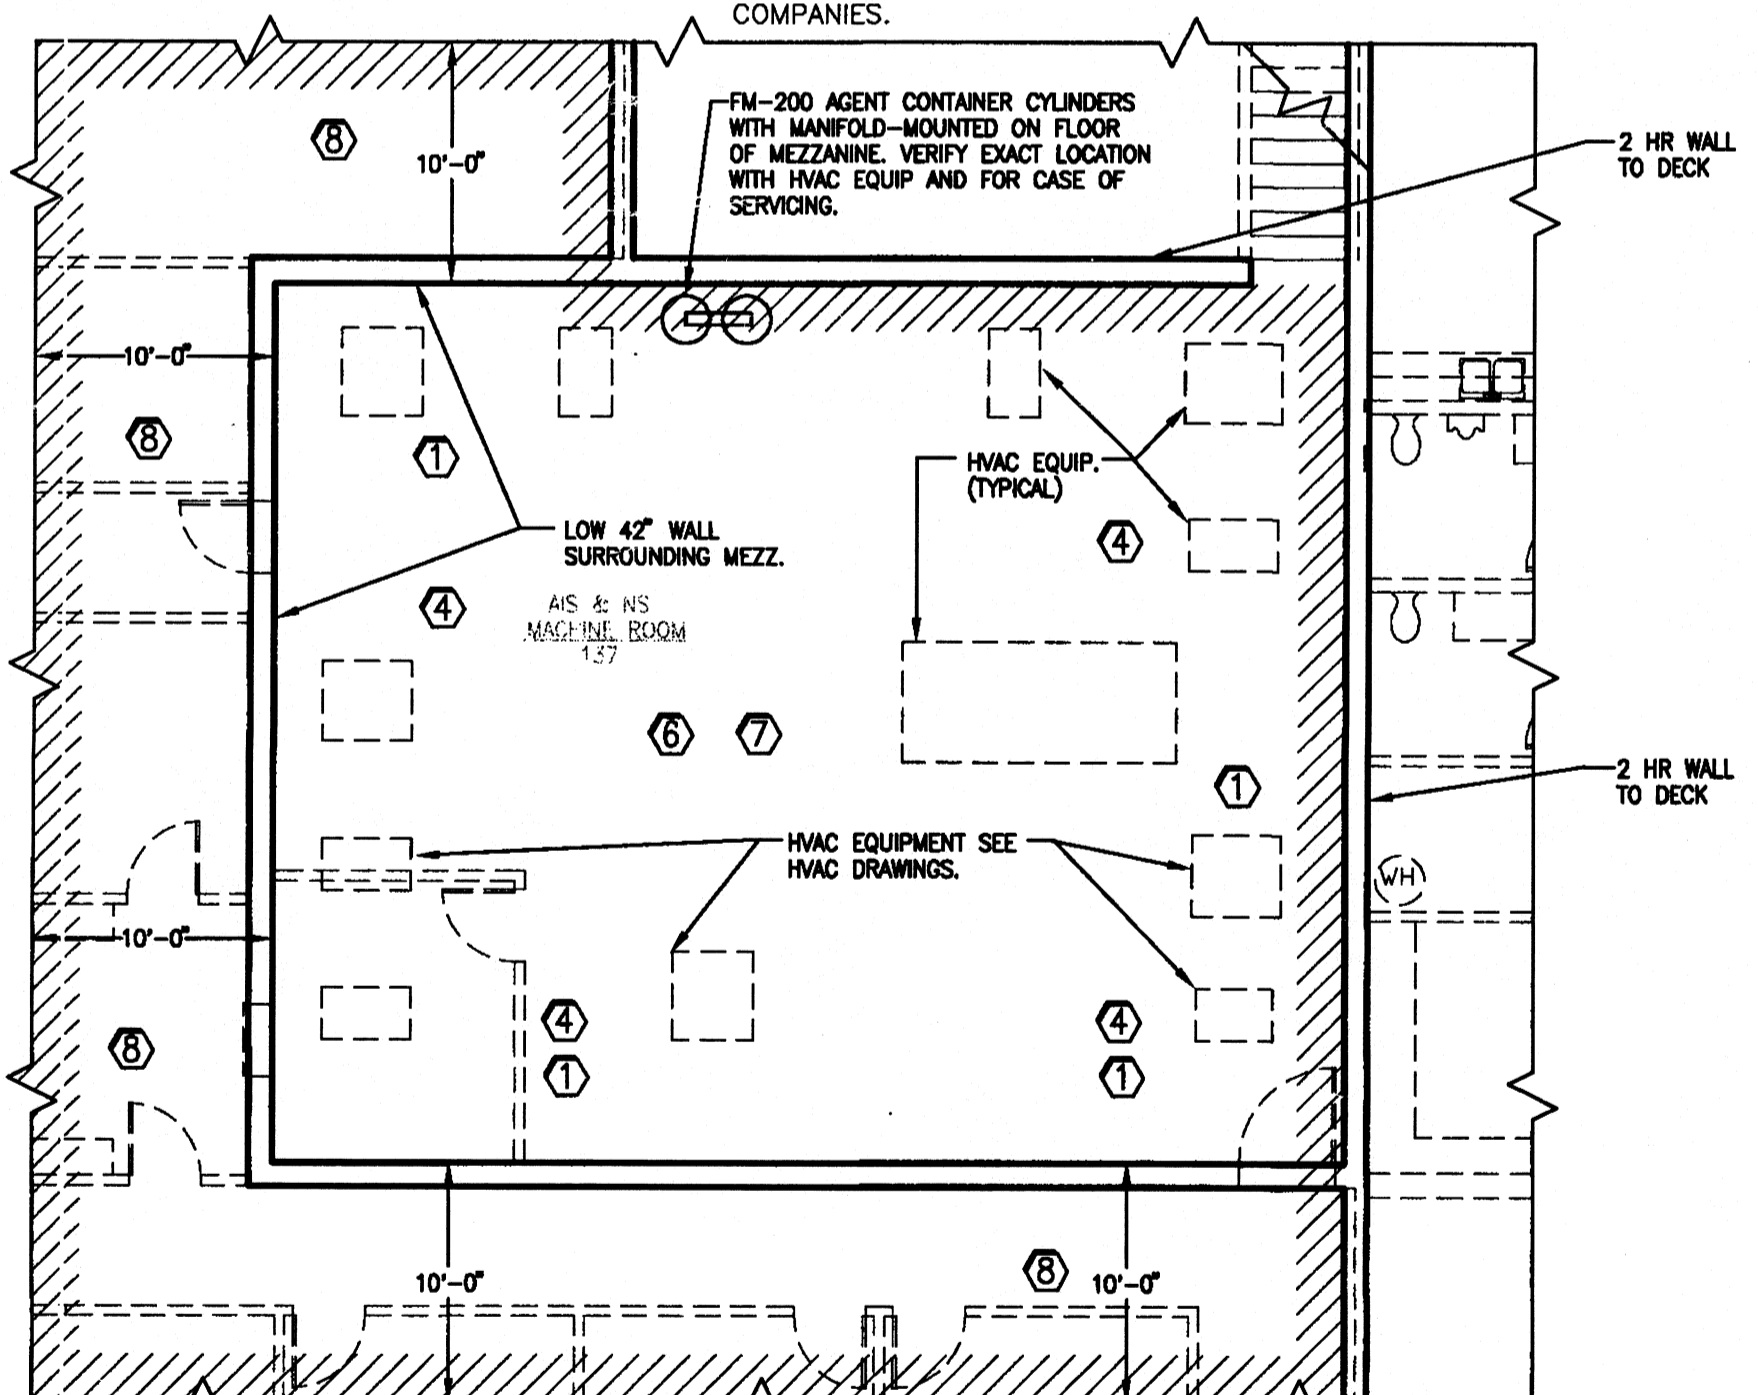 COMPANIES.
FM-200 AGENT CONTAINER CYLINDERS
WITH MANIFOLD-MOUNTED ON FLOOR
OF MEZZANINE. VERIFY EXACT LOCATION
WITH HVAC EQUIP AND FOR CASE OF
SERVICING.
8
10'-0"
2 HR WALL
TO DECK
10'-0"
8
1
HVAC EQUIP.
(TYPICAL)
LOW 42" WALL
SURROUNDING MEZZ.
4
4
AIS & NS
MACHINE ROOM
137
6
7
1
2 HR WALL
TO DECK
HVAC EQUIPMENT SEE
HVAC DRAWINGS.
WH
10'-0"
8
4
1
4
1
10'-0"
8
10'-0"